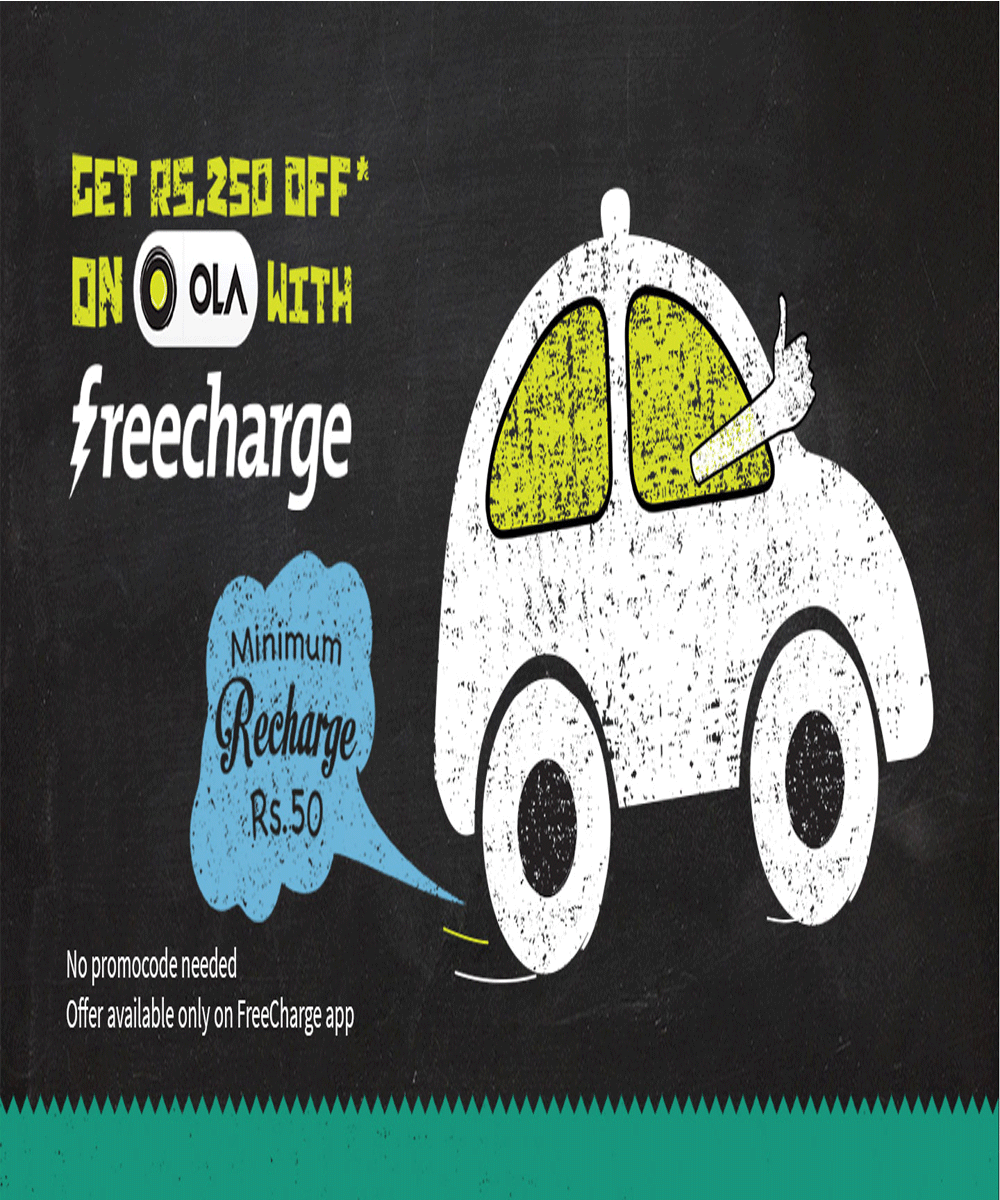 GET RS.250 OFF*
ON OLA WITH
freecharge
Minimum
Recharge
Rs.50
No promocode needed
Offer available only on FreeCharge app